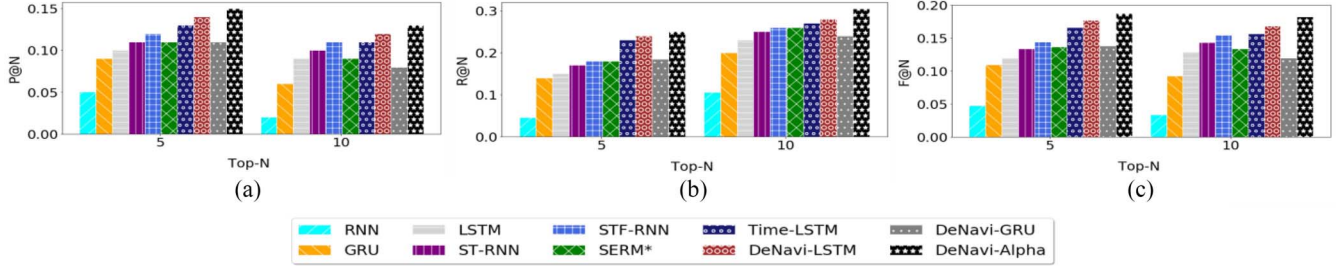 0.15
0.10
0.05
0.00
P@N
5
10
Top-N
(a)
0.3
0.2
0.1
0.0
R@N
5
10
Top-N
(b)
0.20
0.15
0.10
0.05
0.00
F@N
5
10
Top-N
(c)
RNN
LSTM
STF-RNN
Time-LSTM
DeNavi-GRU
GRU
ST-RNN
SERM*
DeNavi-LSTM
DeNavi-Alpha